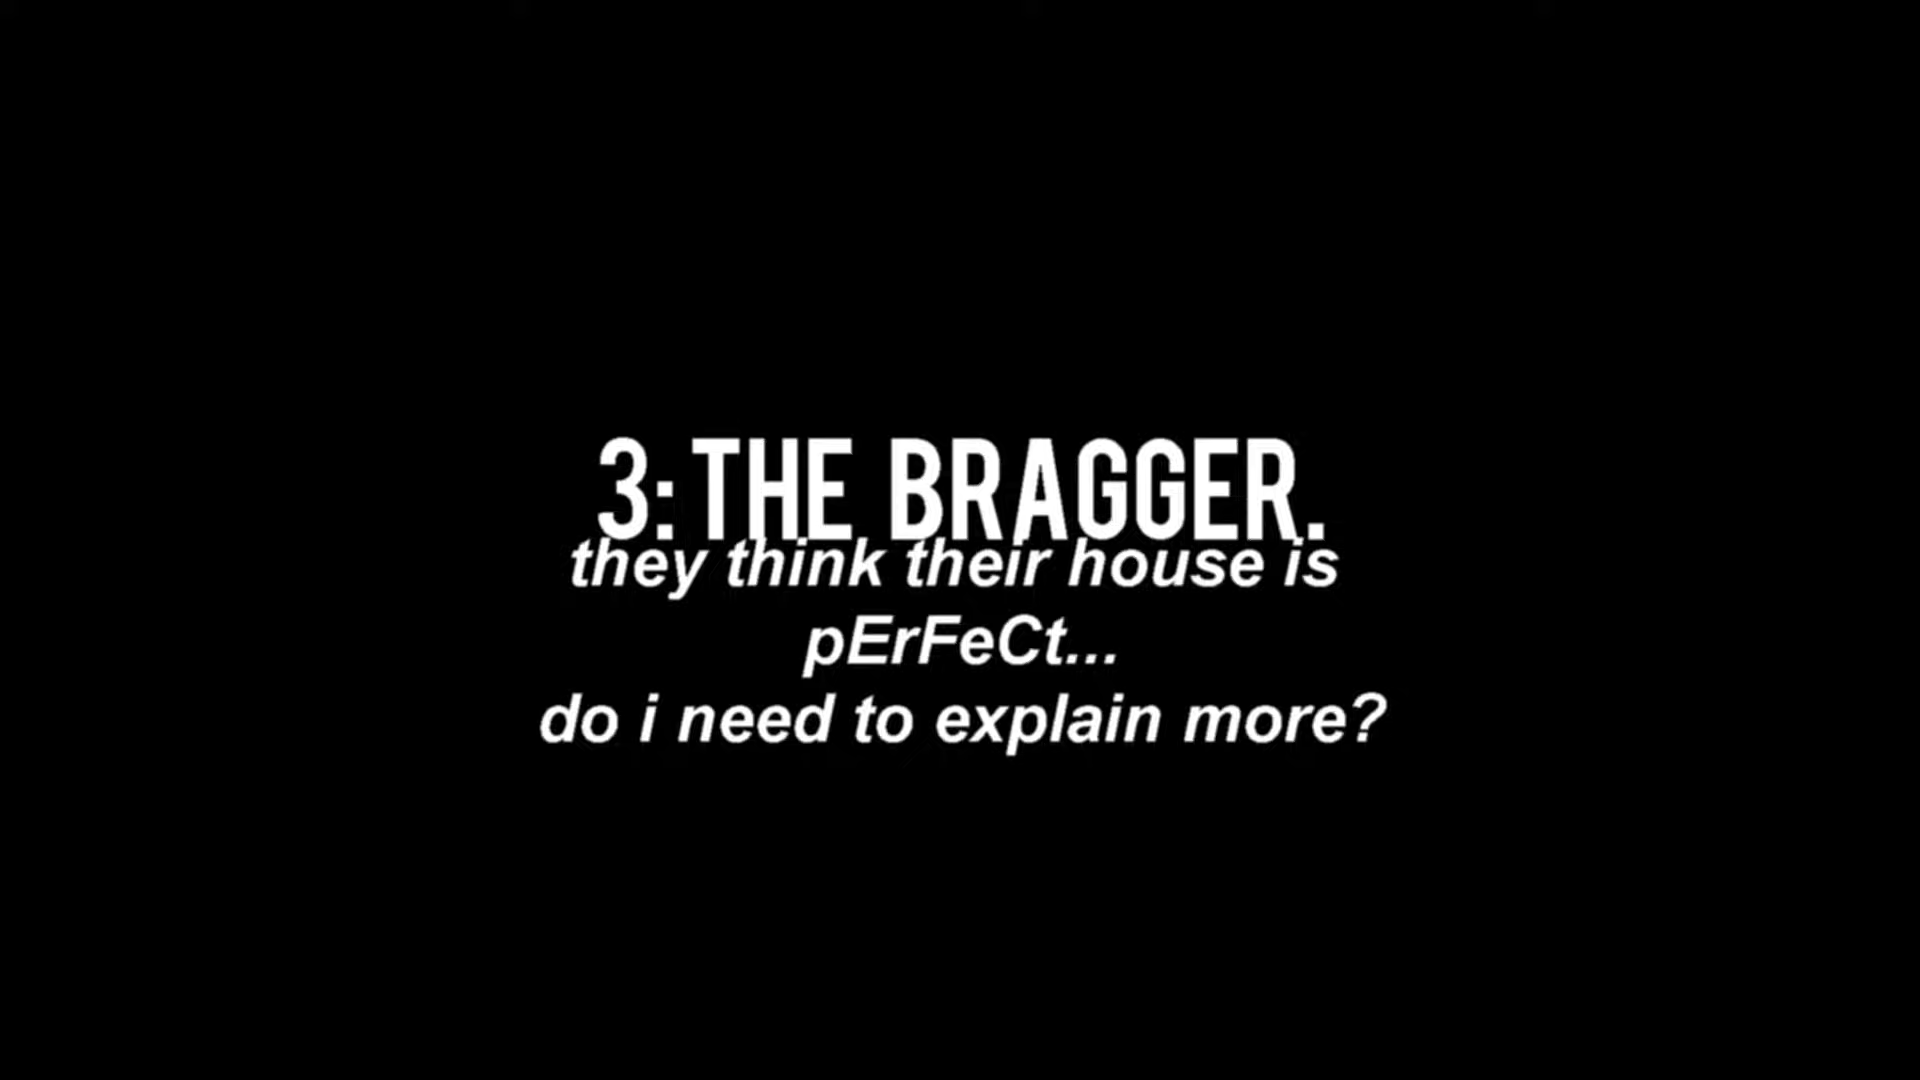 3: THE BRAGGER.
they think their house is
pErFeCt...
do i need to explain more?